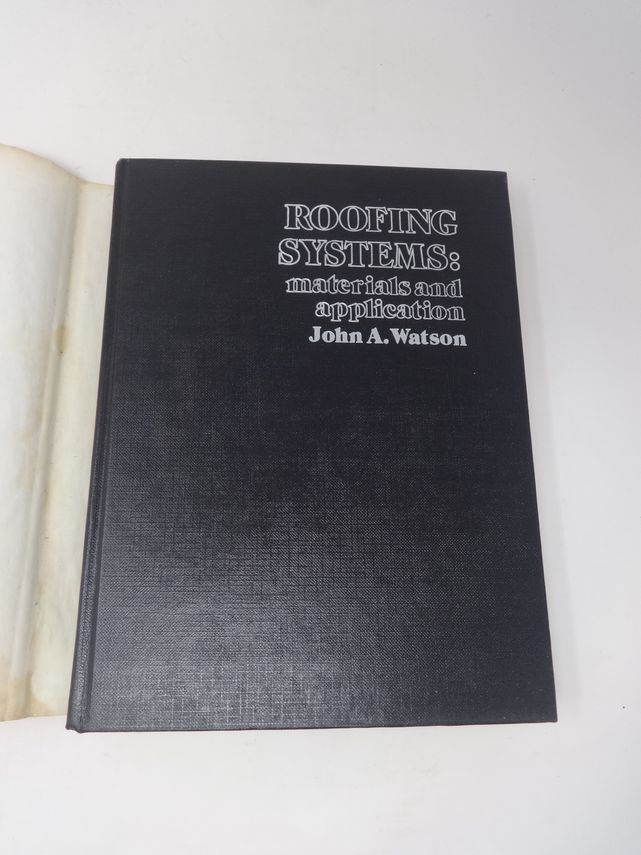 ROOFING
SYSTEMS:
materials and
application
John A. Watson